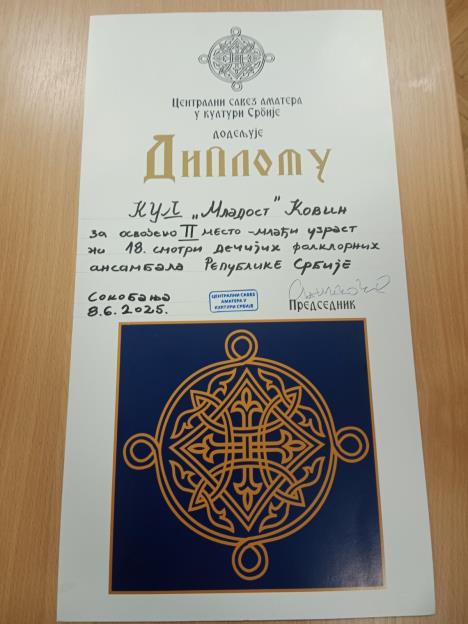 Централни савез аматера
у култури Србије
додељује
Диплому
КУД „Младост" Ковин
за освојено II место - млађи узраст
на 18. смотри дечијих фолклорних
ансамбала Републике Србије
Сокобања
8.6.2025.
ЦЕНТРАЛНИ САВЕЗ
АМАТЕРА У
КУЛТУРИ СРБИЈЕ
Председник